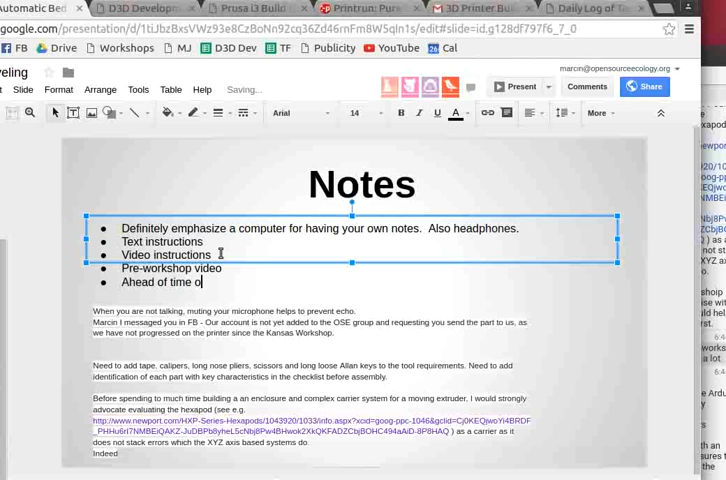 Automatic Bed
D3D Developm
Prusa i3 Build
Printrun: Pure
3D Printer B
Daily Log of T
google.com/presentation/d/1tiJbzBxsVWz93e8CzBoNn92cq36Zd46rnFm8W5qIn1s/edit#slide=id.g128df797f6_7_0
FB Drive Workshops MJ D3D Dev TF Publicity YouTube Cal
marcin@opensourceecology.org
veling
Slide Format Arrange Tools Table Help Saving...
Present Comments Share
Arial 14 B I U A More
Notes
● Definitely emphasize a computer for having your own notes. Also headphones.
● Text instructions
● Video instructions
● Pre-workshop video
● Ahead of time o
When you are not talking, muting your microphone helps to prevent echo.
Marcin I messaged you in FB - Our account is not yet added to the OSE group and requesting you send the part to us, as
we have not progressed on the printer since the Kansas Workshop.
Need to add tape, calipers, long nose pliers, scissors and long loose Allan keys to the tool requirements. Need to add
identification of each part with key characteristics in the checklist before assembly.
Before spending to much time building a an enclosure and complex carrier system for a moving extruder, I would strongly
advocate evaluating the hexapod (see e.g.
http://www.newport.com/HXP-Series-Hexapods/1043920/1033/info.aspx?xcid=goog-ppc-1046&gclid=Cj0KEQjwoYi4BRDF
_PHHu6rI7NMBEiQAKZ-JuDBPb8yheL5cNbj8Pw4BHwok2XkQKFADZCbjBOHC494aAiD-8P8HAQ ) as a carrier as it
does not stack errors which the XYZ axis based systems do.
Indeed